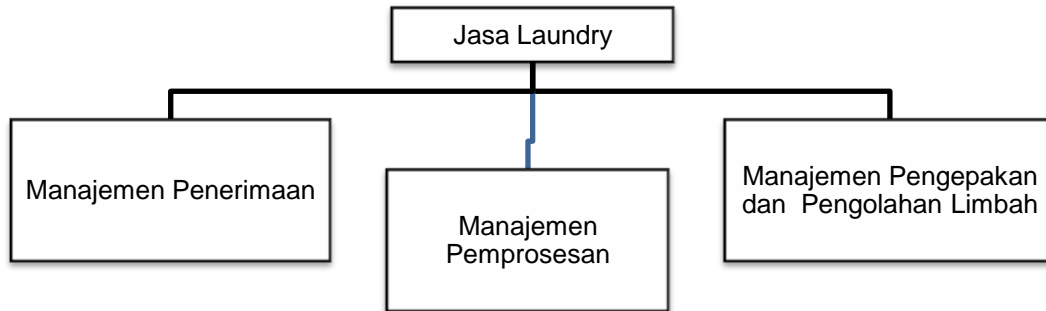 Jasa Laundry
Manajemen Penerimaan
Manajemen
Pemprosesan
Manajemen Pengepakan
dan Pengolahan Limbah